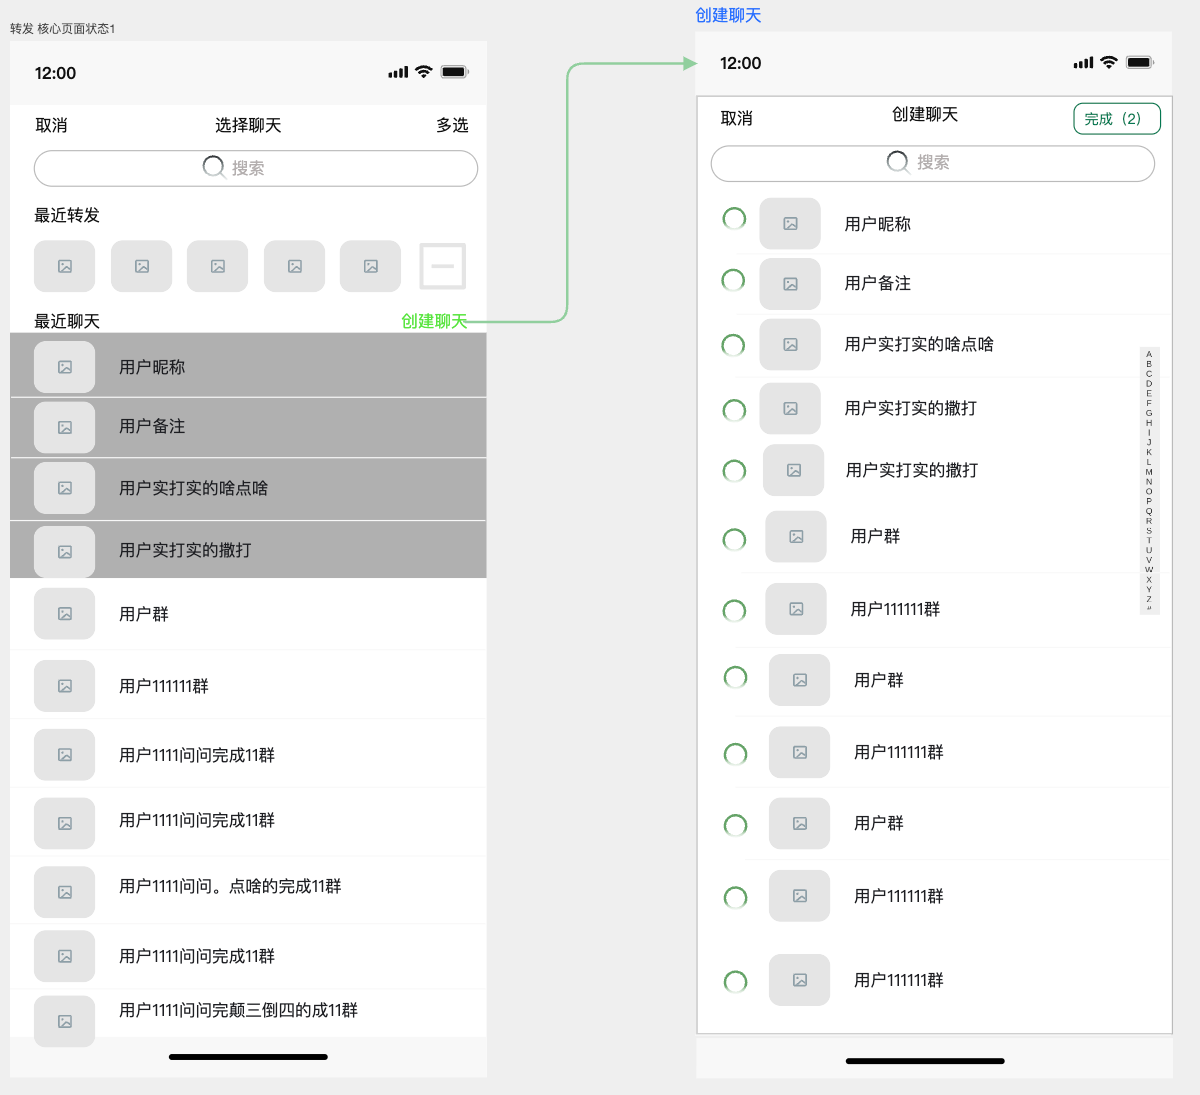 转发 核心页面状态1
12:00
取消
选择聊天
多选
搜索
最近转发
最近聊天
创建聊天
用户昵称
用户备注
用户实打实的啥点啥
用户实打实的撒打
用户群
用户111111群
用户1111问问完成11群
用户1111问问完成11群
用户1111问问。点啥的完成11群
用户1111问问完成11群
用户1111问问完颠三倒四的成11群
创建聊天
12:00
取消
创建聊天
完成（2）
搜索
用户昵称
用户备注
用户实打实的啥点啥
用户实打实的撒打
用户实打实的撒打
用户群
用户111111群
用户群
用户111111群
用户群
用户111111群
用户111111群
A
B
C
D
E
F
G
H
I
J
K
L
M
N
O
P
Q
R
S
T
U
V
W
X
Y
Z
#